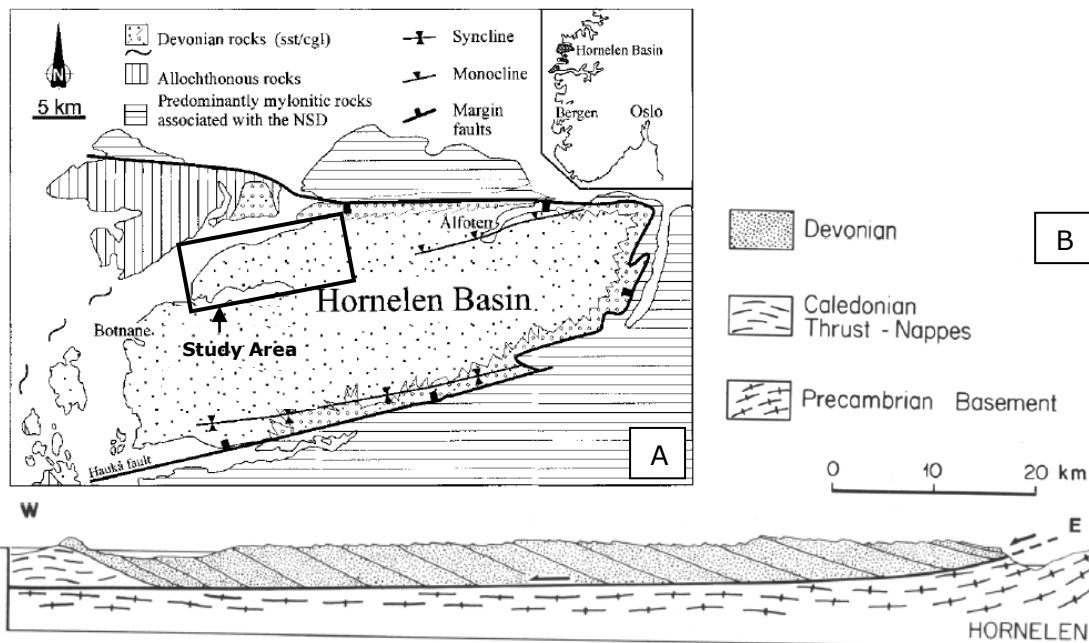 N
5 km
Devonian rocks (sst/cgl)
Allochthonous rocks
Predominantly mylonitic rocks
associated with the NSD
Syncline
Monocline
Margin
faults
Hornelen Basin
Bergen
Oslo
Ålfoten
Hornelen Basin
Botnane
Study Area
Haukå fault
A
Devonian
B
Caledonian
Thrust - Nappes
Precambrian Basement
0 10 20 km
W
E
HORNELEN